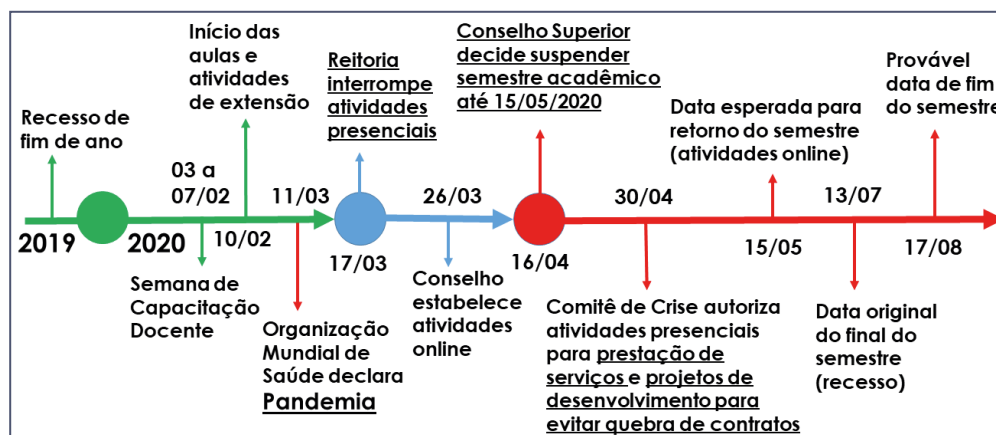 Recesso de
fim de ano
2019
2020
03 a
07/02
Semana de
Capacitação
Docente
Início das
aulas e
atividades
de extensão
10/02
11/03
Organização
Mundial de
Saúde declara
Pandemia
Reitoria
interrompe
atividades
presenciais
17/03
26/03
Conselho
estabelece
atividades
online
Conselho Superior
decide suspender
semestre acadêmico
até 15/05/2020
16/04
30/04
Comitê de Crise autoriza
atividades presenciais
para prestação de
serviços e projetos de
desenvolvimento para
evitar quebra de contratos
Data esperada para
retorno do semestre
(atividades online)
15/05
13/07
Data original
do final do
semestre
(recesso)
Provável
data de fim
do semestre
17/08